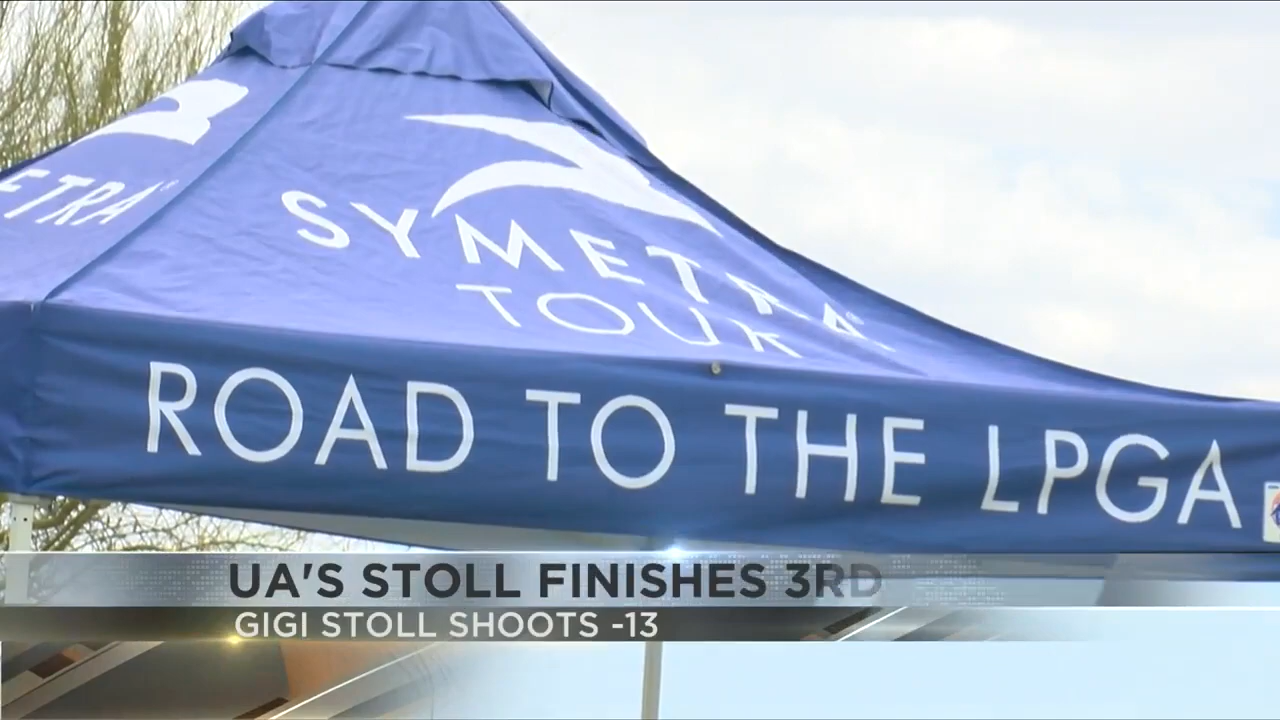 ETRA®
SYMETRA®
TOUR
ROAD TO THE LPGA
UA'S STOLL FINISHES 3RD
GIGI STOLL SHOOTS -13